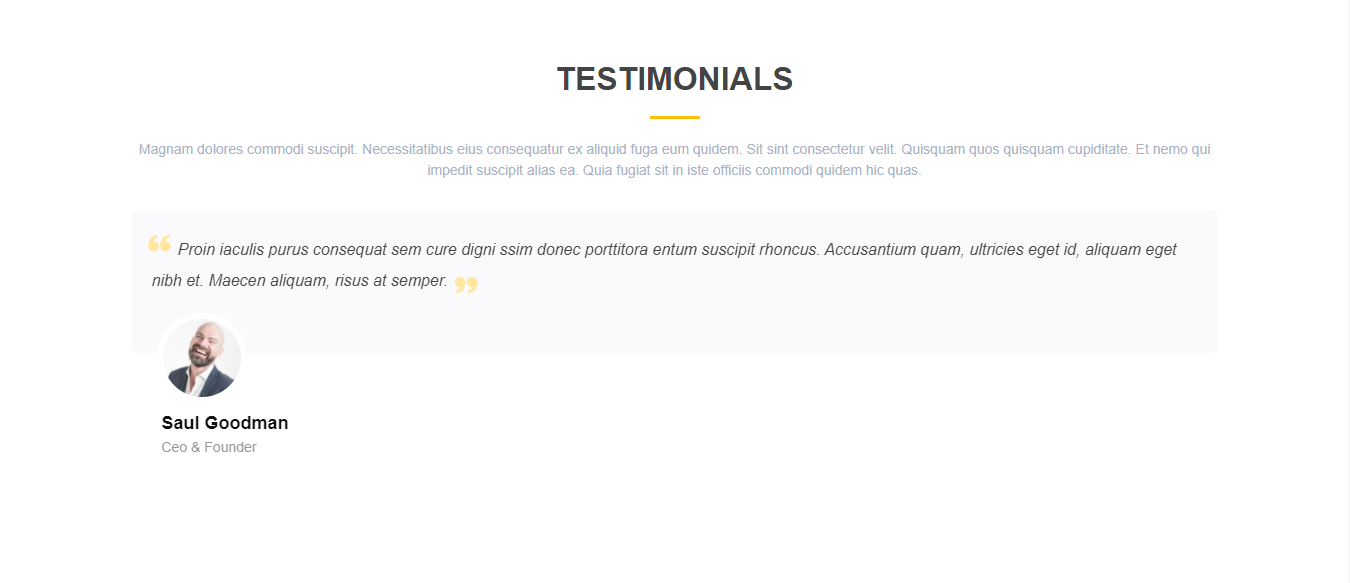 TESTIMONIALS
Magnam dolores commodi suscipit. Necessitatibus eius consequatur ex aliquid fuga eum quidem. Sit sint consectetur velit. Quisquam quos quisquam cupiditate. Et nemo qui
impedit suscipit alias ea. Quia fugiat sit in iste officiis commodi quidem hic quas.
“ Proin iaculis purus consequat sem cure digni ssim donec porttitora entum suscipit rhoncus. Accusantium quam, ultricies eget id, aliquam eget
nibh et. Maecen aliquam, risus at semper. ”
Saul Goodman
Ceo & Founder